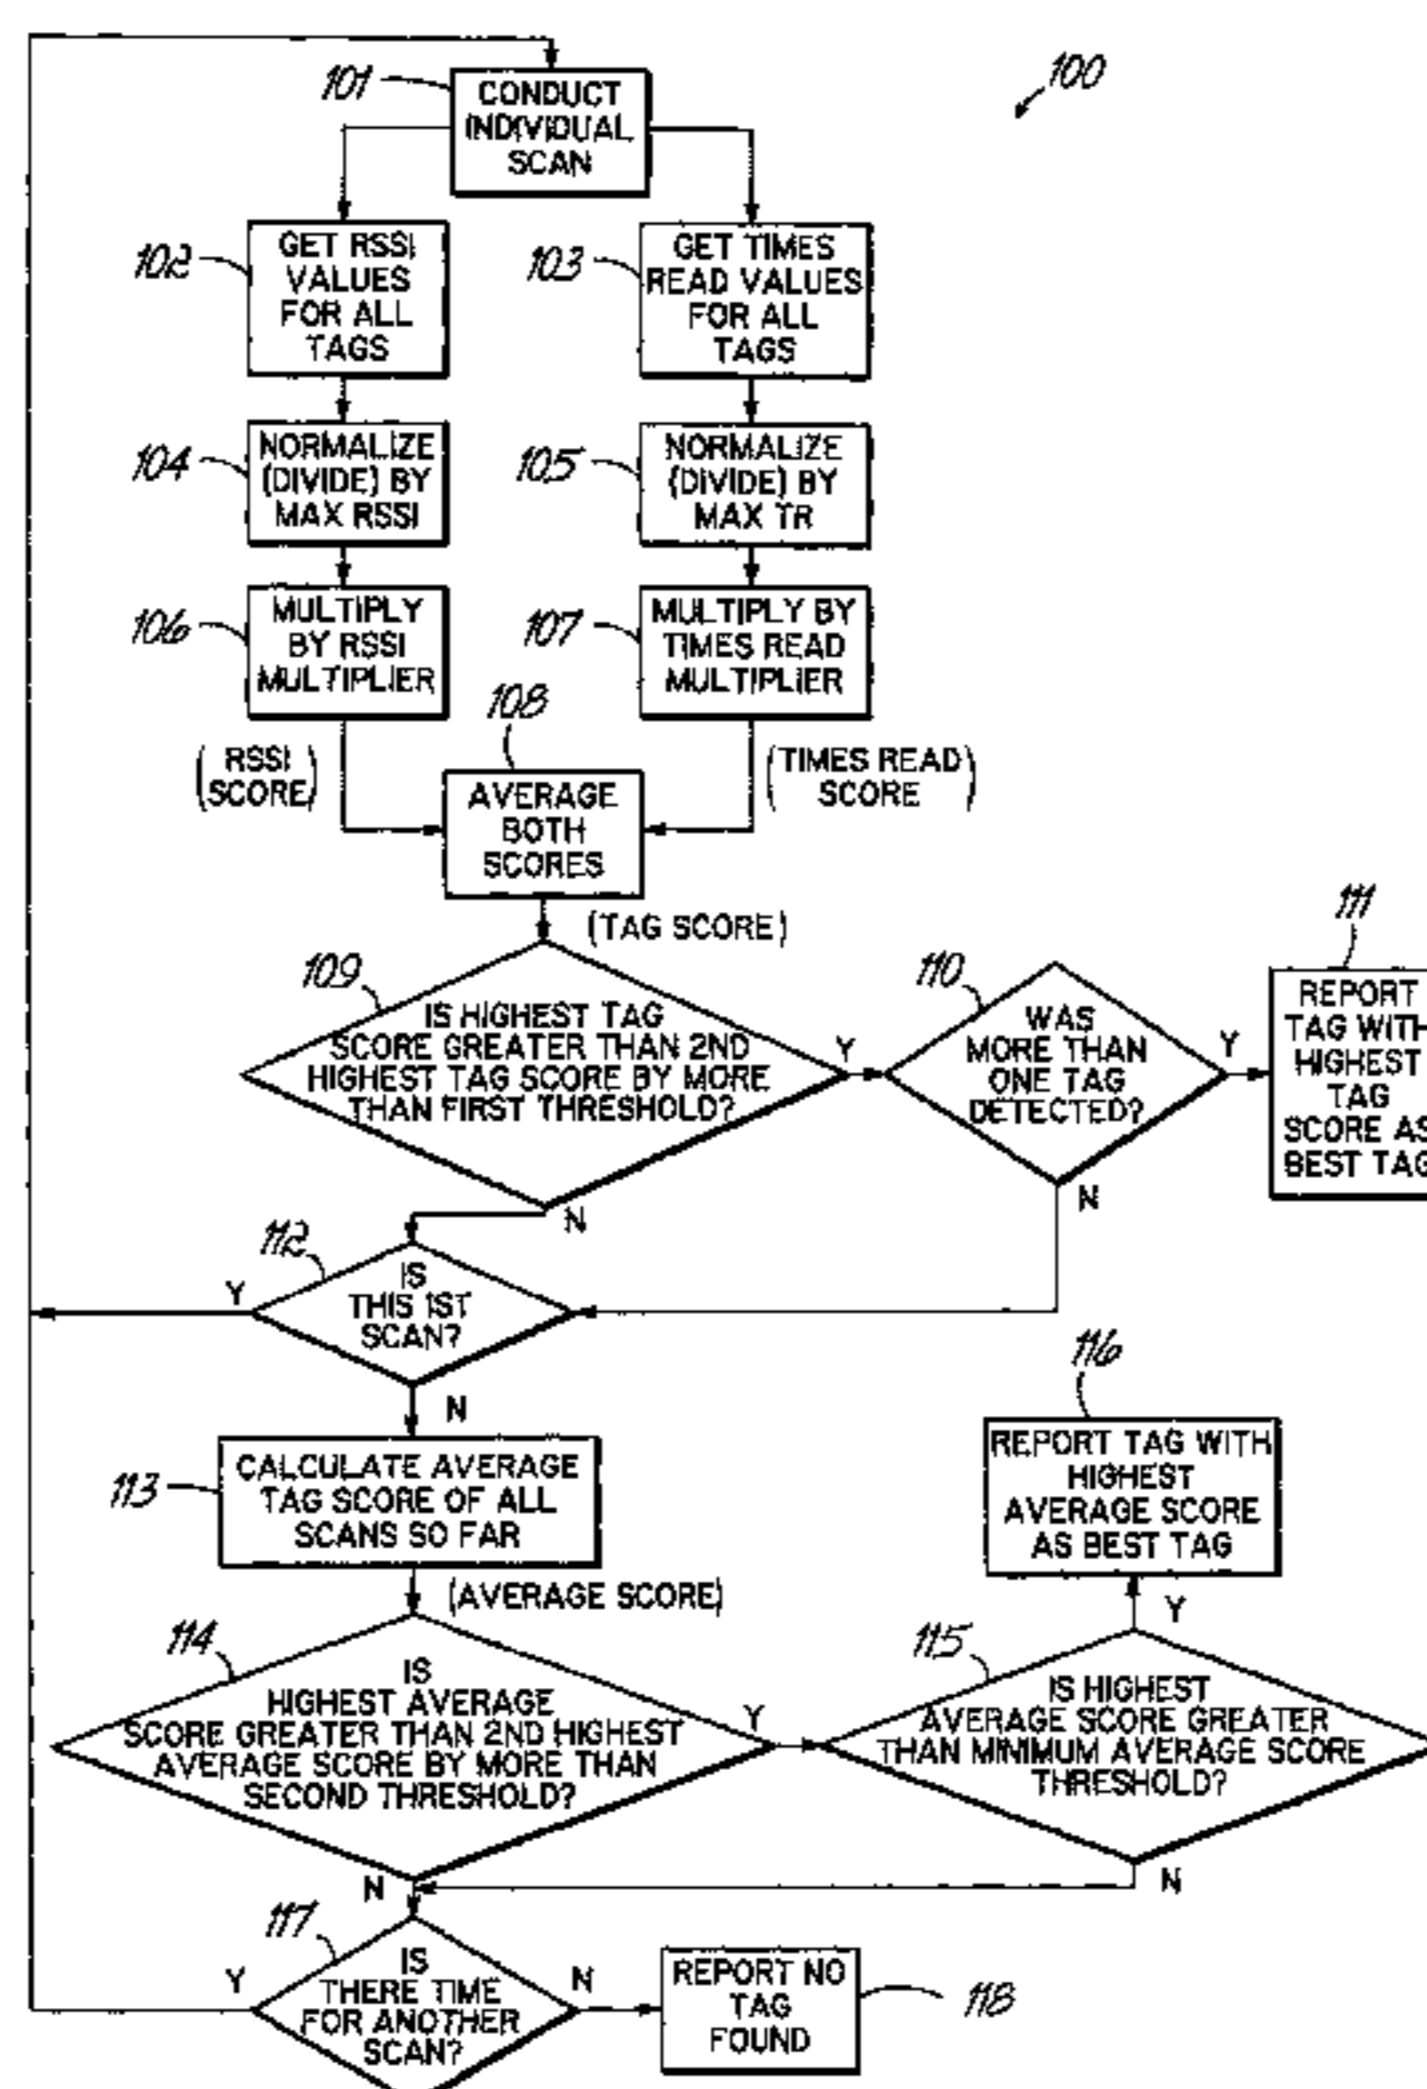 100
101
CONDUCT
INDIVIDUAL
SCAN
102
GET RSSI
VALUES
FOR ALL
TAGS
103
GET TIMES
READ VALUES
FOR ALL
TAGS
104
NORMALIZE
(DIVIDE) BY
MAX RSSI
105
NORMALIZE
(DIVIDE) BY
MAX TR
106
MULTIPLY
BY RSSI
MULTIPLIER
107
MULTIPLY BY
TIMES READ
MULTIPLIER
(RSSI
SCORE)
108
AVERAGE
BOTH
SCORES
(TIMES READ
SCORE)
(TAG SCORE)
109
IS HIGHEST TAG
SCORE GREATER THAN 2ND
HIGHEST TAG SCORE BY MORE
THAN FIRST THRESHOLD?
Y
N
110
WAS
MORE THAN
ONE TAG
DETECTED?
Y
N
111
REPORT
TAG WITH
HIGHEST
TAG
SCORE AS
BEST TAG
112
IS
THIS 1ST
SCAN?
Y
N
113
CALCULATE AVERAGE
TAG SCORE OF ALL
SCANS SO FAR
(AVERAGE SCORE)
114
IS
HIGHEST AVERAGE
SCORE GREATER THAN 2ND HIGHEST
AVERAGE SCORE BY MORE THAN
SECOND THRESHOLD?
Y
N
115
IS HIGHEST
AVERAGE SCORE GREATER
THAN MINIMUM AVERAGE SCORE
THRESHOLD?
Y
N
116
REPORT TAG WITH
HIGHEST
AVERAGE SCORE
AS BEST TAG
117
IS
THERE TIME
FOR ANOTHER
SCAN?
Y
N
REPORT NO
TAG
FOUND
118